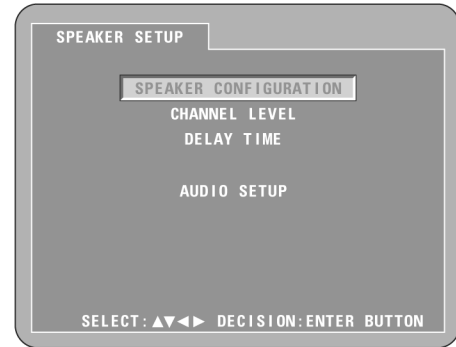 SPEAKER SETUP
SPEAKER CONFIGURATION
CHANNEL LEVEL
DELAY TIME
AUDIO SETUP
SELECT:▲▼◄► DECISION:ENTER BUTTON